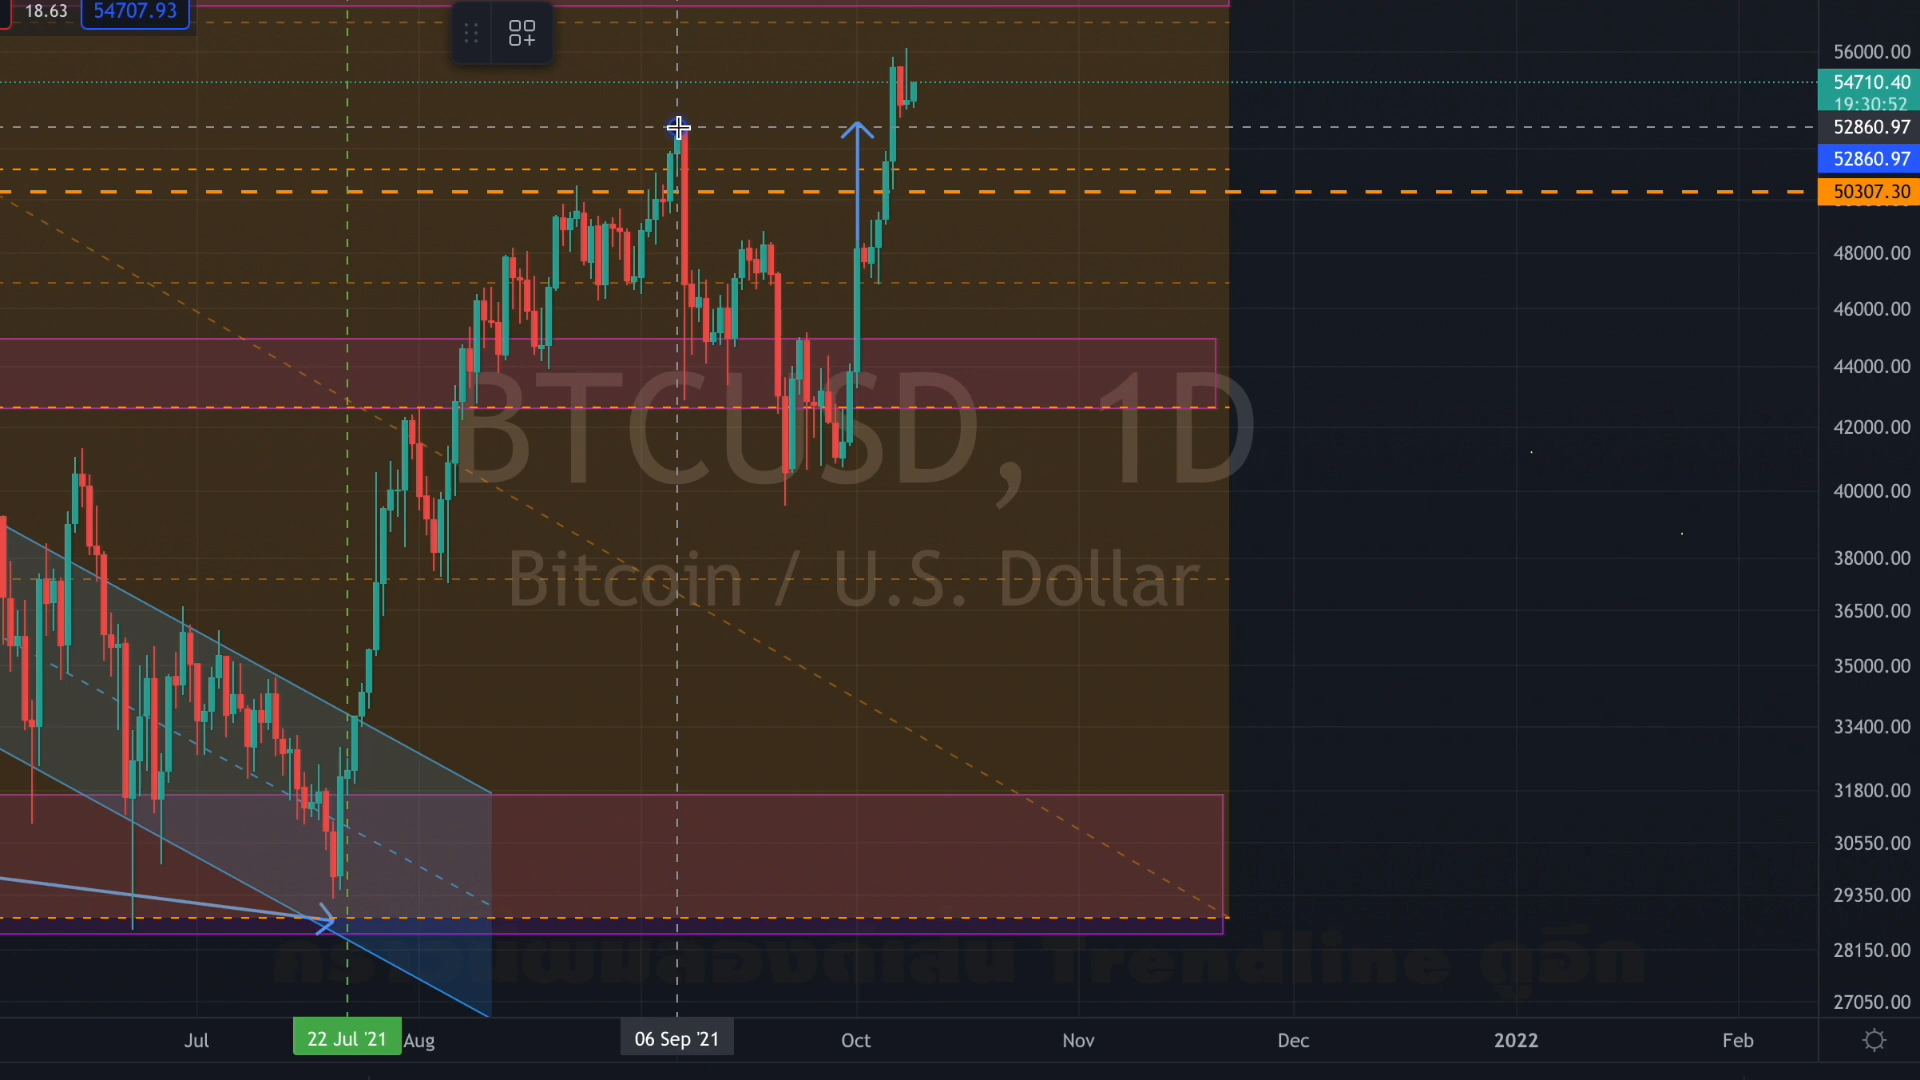 18.63
54707.93
56000.00
54710.40
19:30:52
52860.97
52860.97
50307.30
48000.00
46000.00
44000.00
42000.00
40000.00
38000.00
36500.00
35000.00
33400.00
31800.00
30550.00
29350.00
28150.00
27050.00
BTCUSD, 1D
Bitcoin / U.S. Dollar
Trendline ดูอีก
Jul
22 Jul '21
Aug
06 Sep '21
Oct
Nov
Dec
2022
Feb